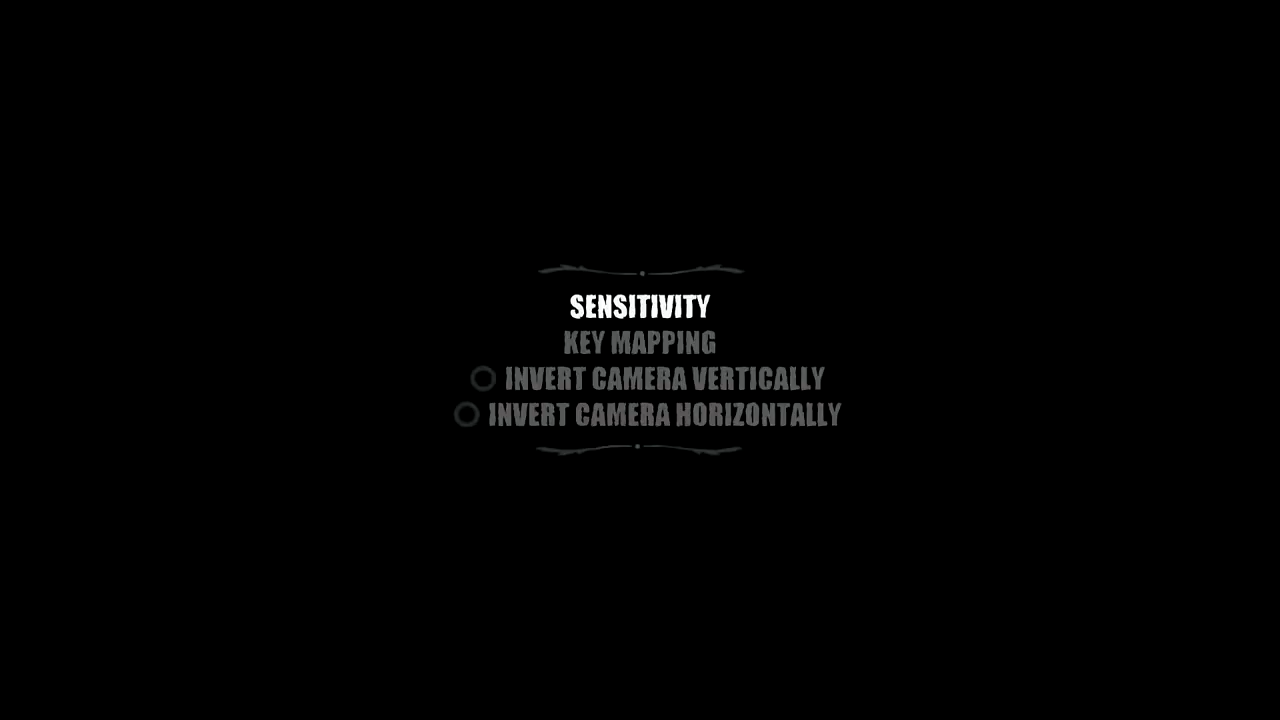 SENSITIVITY
KEY MAPPING
INVERT CAMERA VERTICALLY
INVERT CAMERA HORIZONTALLY